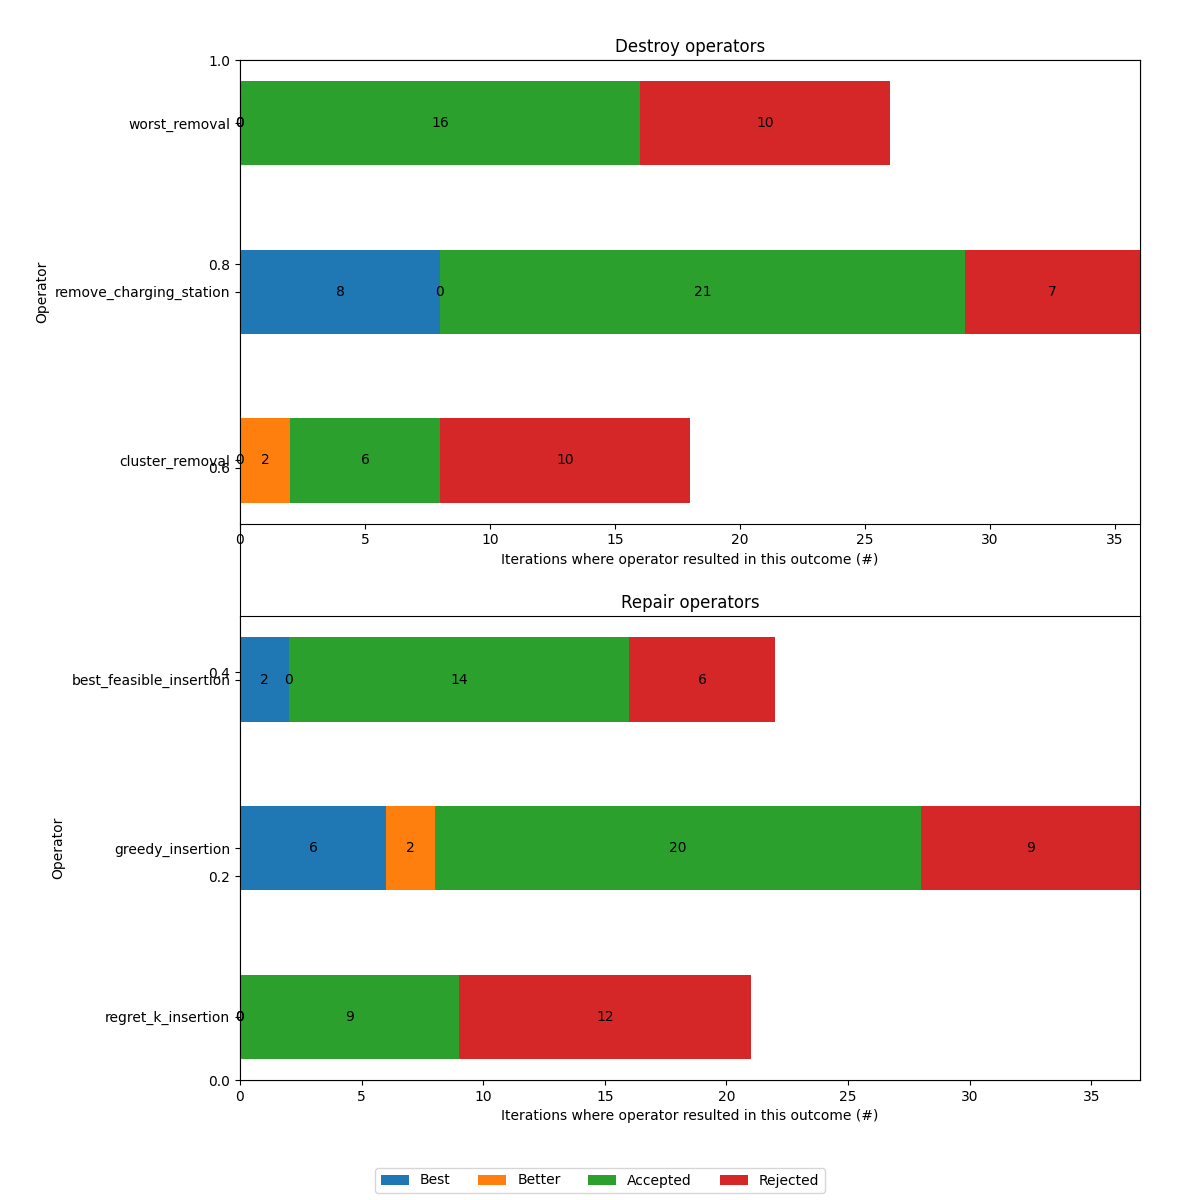 Destroy operators
1.0
worst_removal 0 0 16 10
0.8
remove_charging_station 8 0 21 7
Operator
cluster_removal 0 2 6 10
0.6
0 5 10 15 20 25 30 35
Iterations where operator resulted in this outcome (#)
Repair operators
0.4
best_feasible_insertion 2 0 14 6
greedy_insertion 6 2 20 9
Operator
0.2
regret_k_insertion 0 0 9 12
0.0
0 5 10 15 20 25 30 35
Iterations where operator resulted in this outcome (#)
Best Better Accepted Rejected